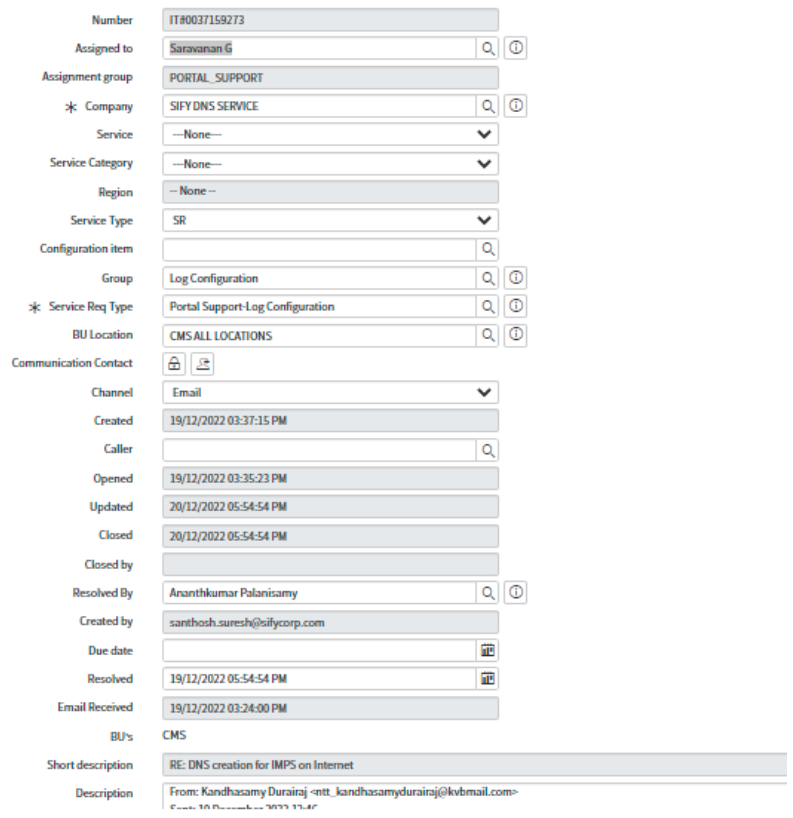 Number IT#0037159273
Assigned to Saravanan G
Assignment group PORTAL_SUPPORT
Company SIFY DNS SERVICE
Service ---None---
Service Category ---None---
Region -- None --
Service Type SR
Configuration item
Group Log Configuration
Service Req Type Portal Support-Log Configuration
BU Location CMS ALL LOCATIONS
Communication Contact
Channel Email
Created 19/12/2022 03:37:15 PM
Caller
Opened 19/12/2022 03:35:23 PM
Updated 20/12/2022 05:54:54 PM
Closed 20/12/2022 05:54:54 PM
Closed by
Resolved By Ananthkumar Palanisamy
Created by santhosh.suresh@sifycorp.com
Due date
Resolved 19/12/2022 05:54:54 PM
Email Received 19/12/2022 03:24:00 PM
BU's CMS
Short description RE: DNS creation for IMPS on Internet
Description From: Kandhasamy Durairaj <ntt_kandhasamydurairaj@kvbmail.com>